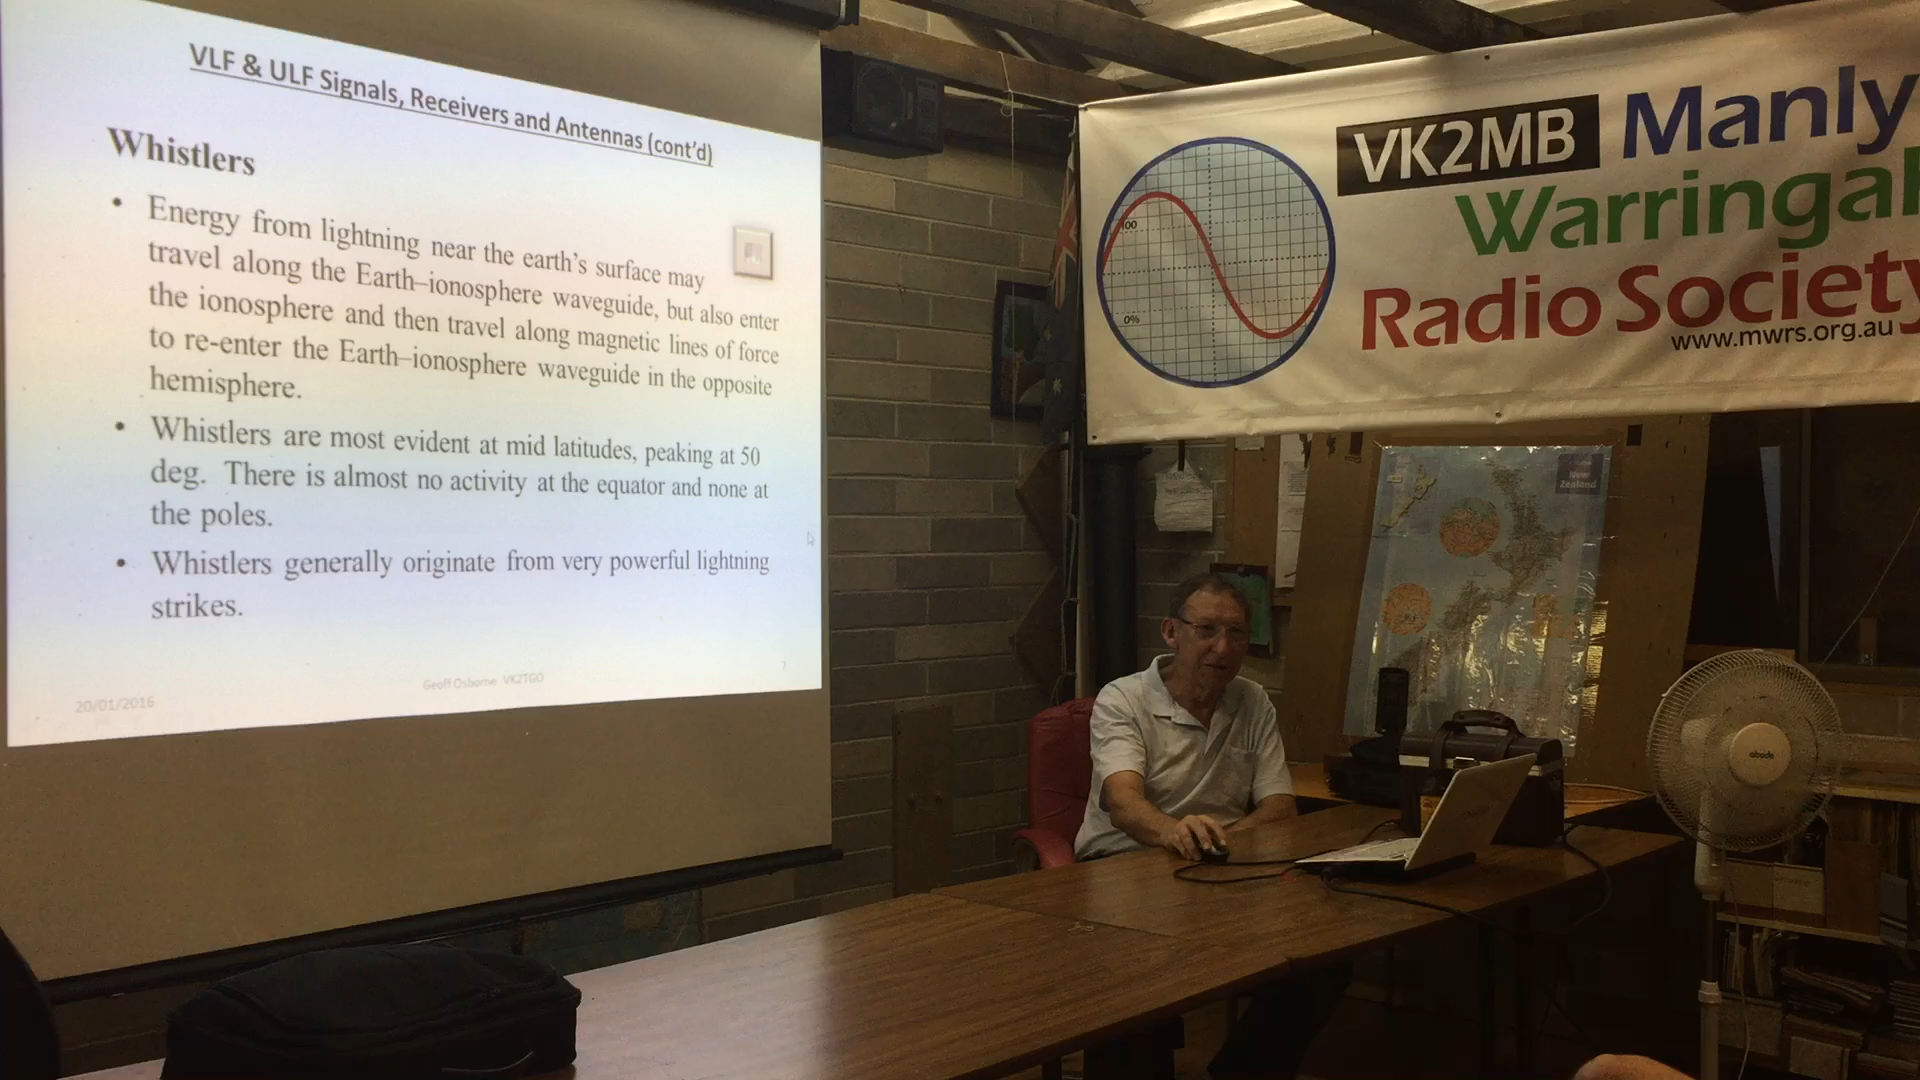 VLF & ULF Signals, Receivers and Antennas (cont'd)
Whistlers
• Energy from lightning near the earth's surface may
travel along the Earth–ionosphere waveguide, but also enter
the ionosphere and then travel along magnetic lines of force
to re-enter the Earth–ionosphere waveguide in the opposite
hemisphere.
• Whistlers are most evident at mid latitudes, peaking at 50
deg. There is almost no activity at the equator and none at
the poles.
• Whistlers generally originate from very powerful lightning
strikes.
20/01/2016
Geoff Osborne VK2TGO
7
VK2MB Manly
Warringah
Radio Society
www.mwrs.org.au
100
0%
New
Zealand